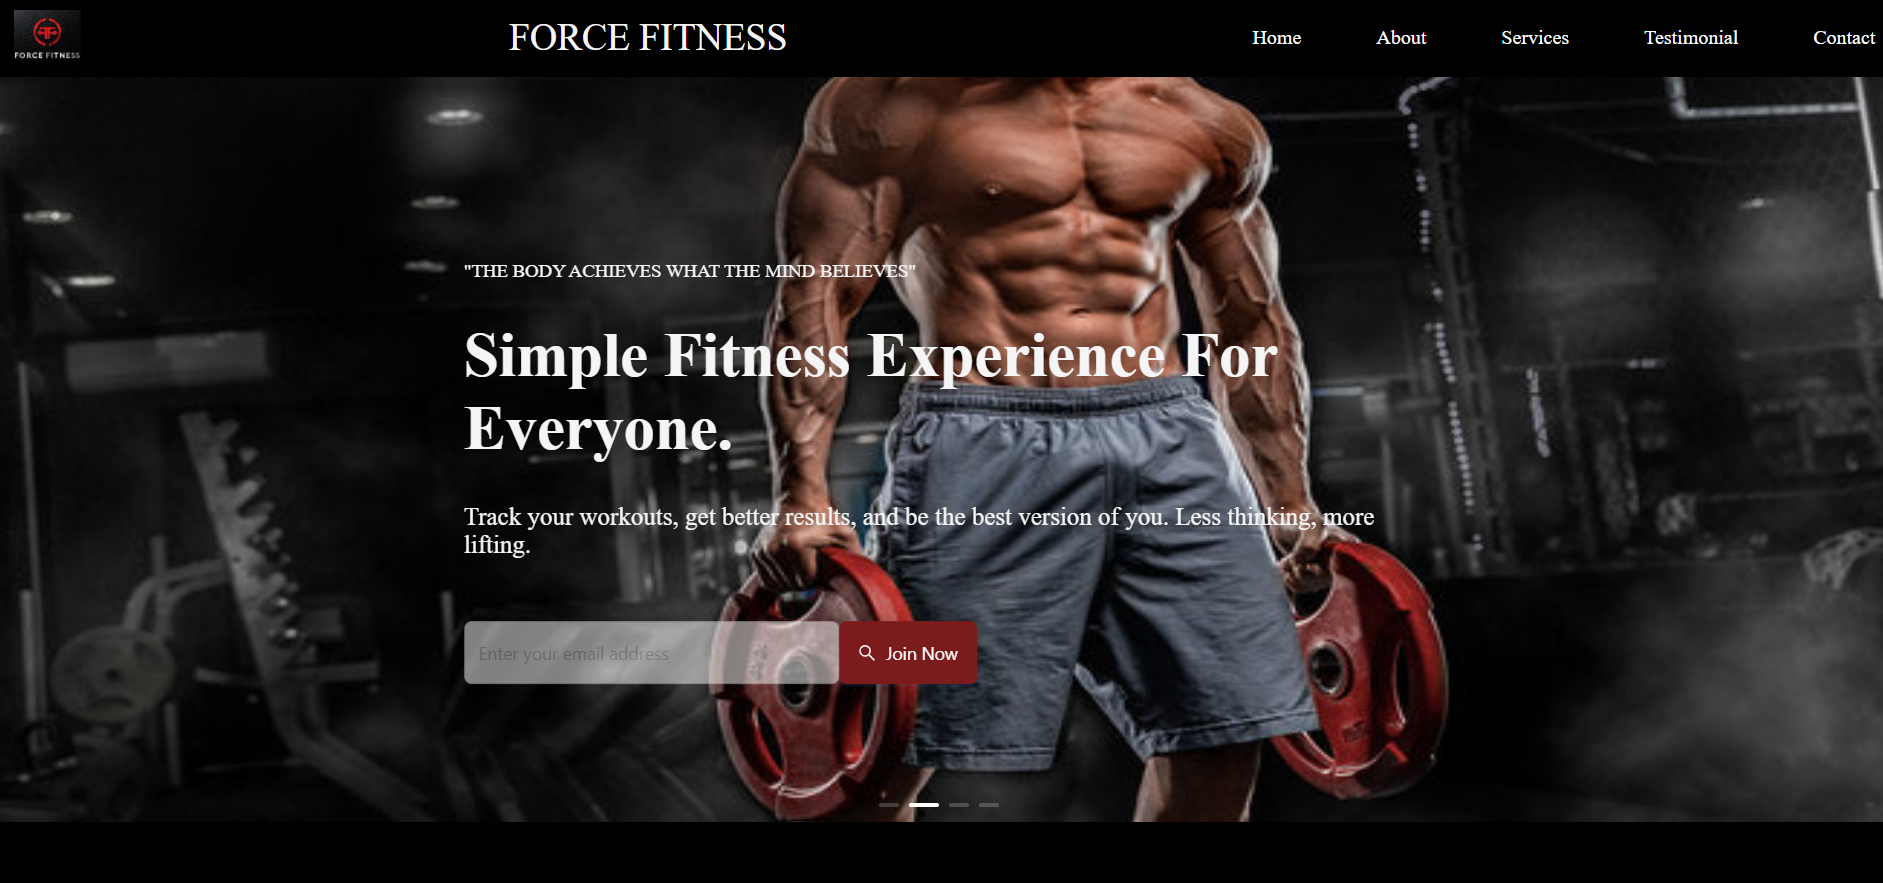 FORCE FITNESS
FORCE FITNESS
Home About Services Testimonial Contact
"THE BODY ACHIEVES WHAT THE MIND BELIEVES"
Simple Fitness Experience For
Everyone.
Track your workouts, get better results, and be the best version of you. Less thinking, more
lifting.
Enter your email address
Join Now